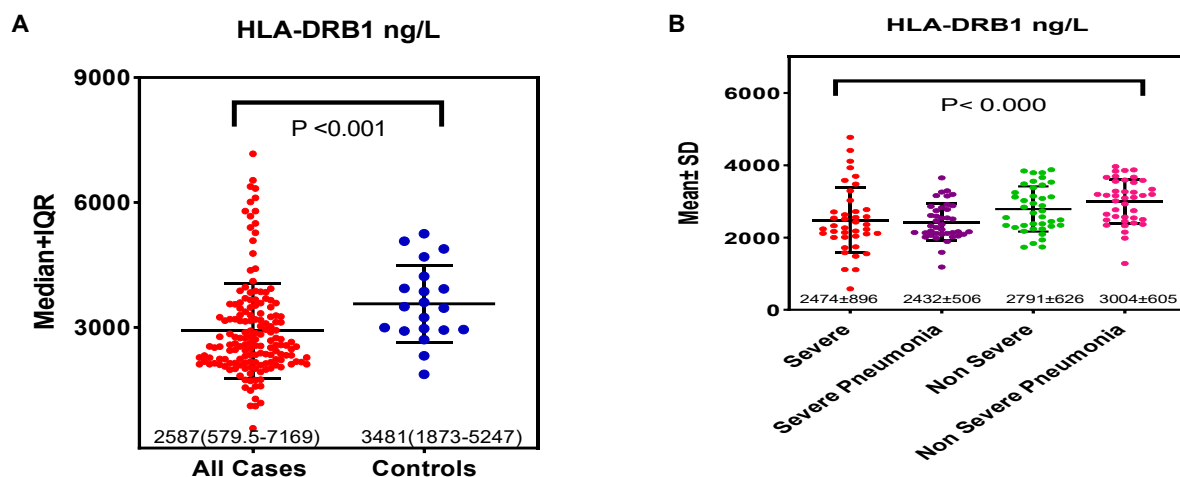 A
HLA-DRB1 ng/L
Median+IQR
9000
6000
3000
P <0.001
2587(579.5-7169)
3481(1873-5247)
All Cases
Controls
B
HLA-DRB1 ng/L
Mean± SD
6000
4000
2000
0
P< 0.000
2474±896
2432±506
2791±626
3004±605
Severe
Severe Pneumonia
Non Severe
Non Severe Pneumonia